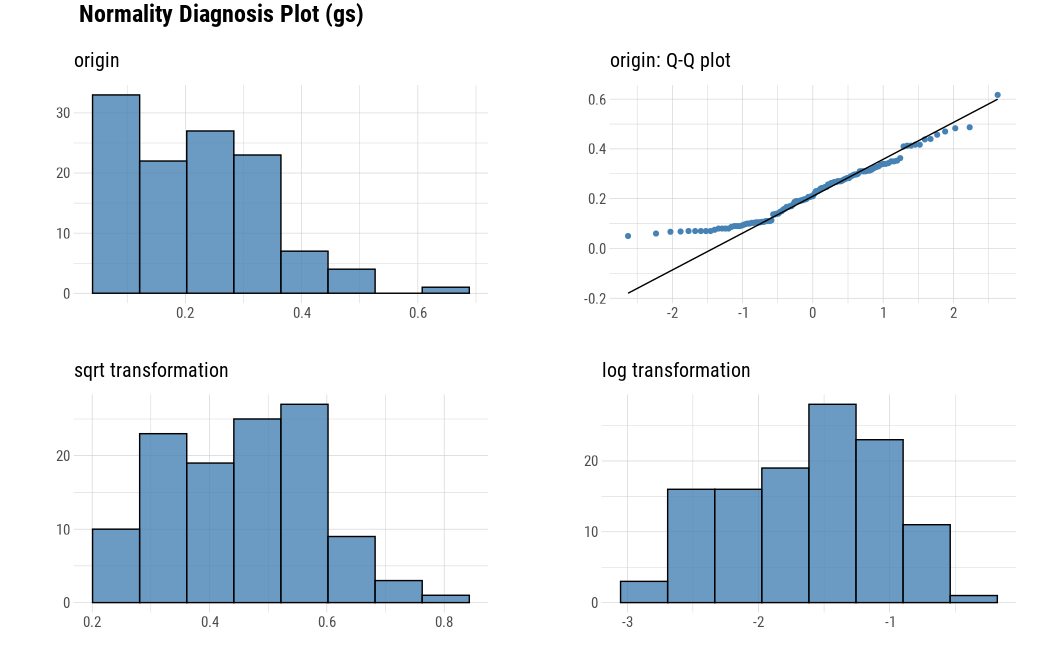 Normality Diagnosis Plot (gs)
origin
30
20
10
0
0.2 0.4 0.6
origin: Q-Q plot
0.6
0.4
0.2
0.0
-0.2
-2 -1 0 1 2
sqrt transformation
20
10
0
0.2 0.4 0.6 0.8
log transformation
20
10
0
-3 -2 -1